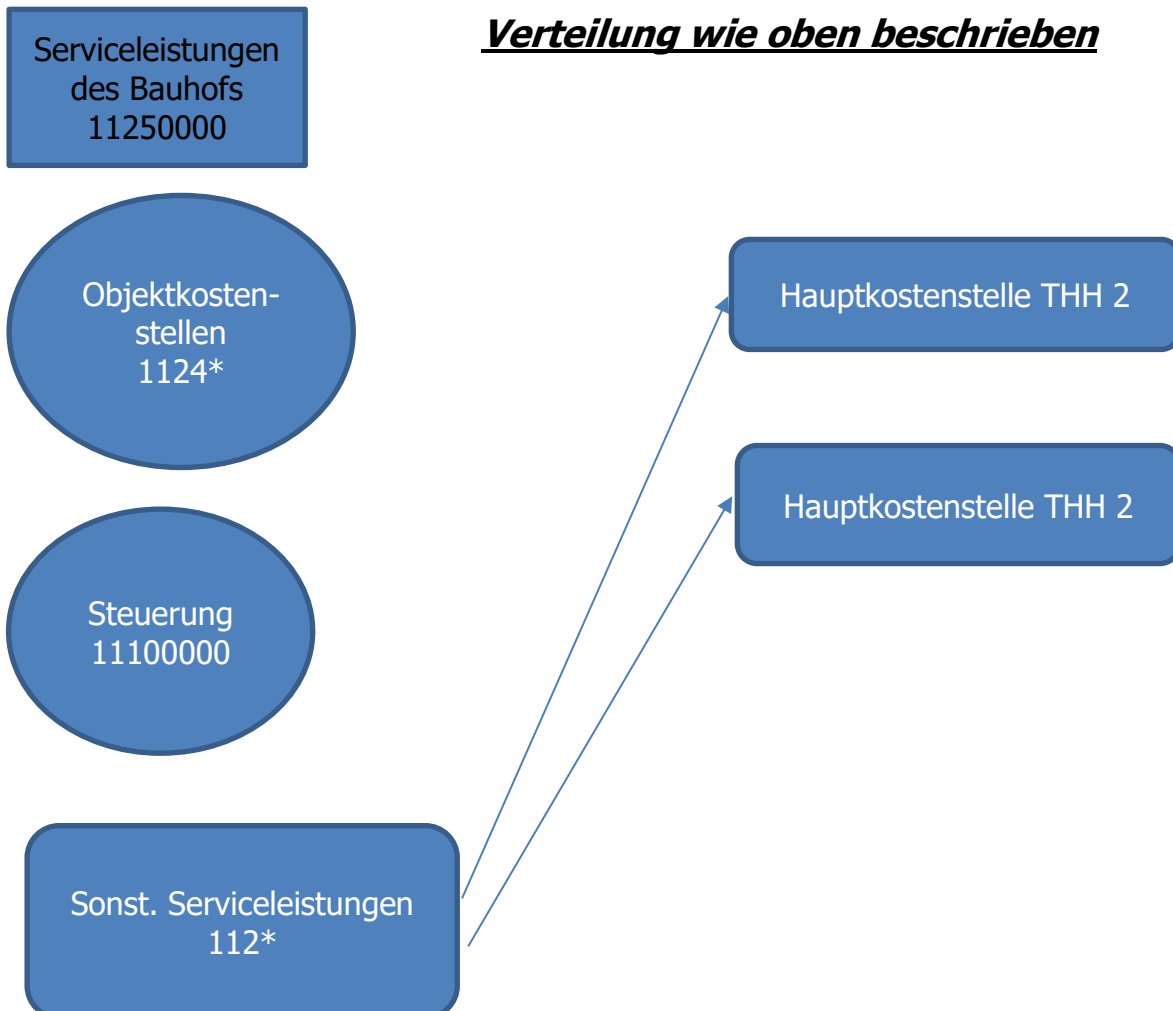 Verteilung wie oben beschrieben
Serviceleistungen
des Bauhofs
11250000
Objektkosten-
stellen
1124*
Hauptkostenstelle THH 2
Hauptkostenstelle THH 2
Steuerung
11100000
Sonst. Serviceleistungen
112*